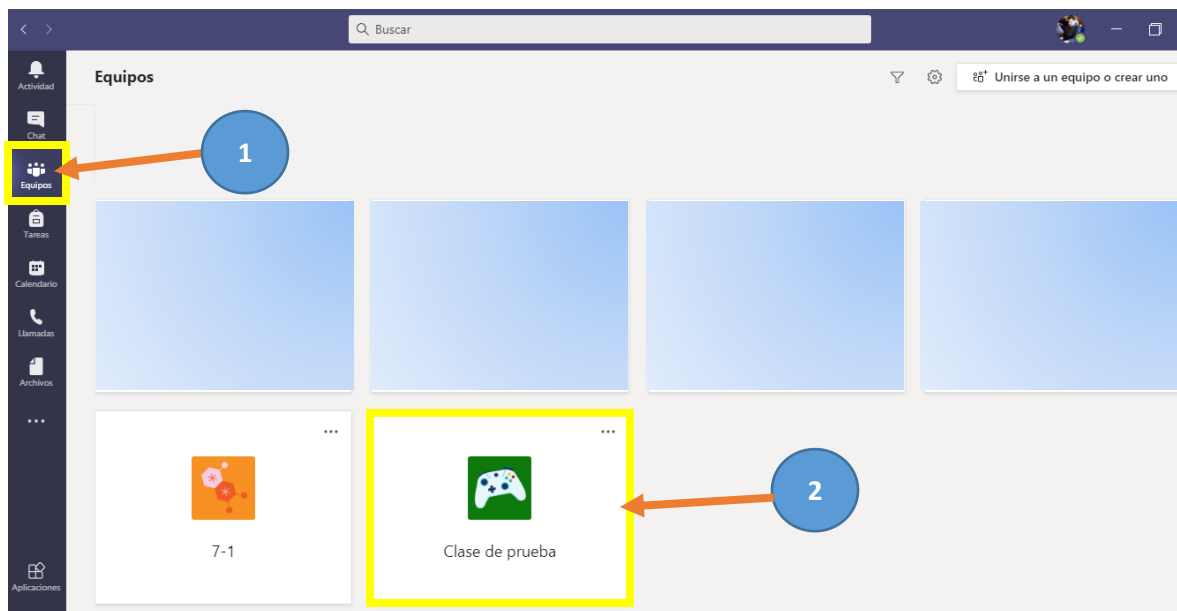 Buscar
Actividad
Equipos
Unirse a un equipo o crear uno
Chat
1
Equipos
Tareas
Calendario
Llamadas
Archivos
2
7-1
Clase de prueba
Aplicaciones